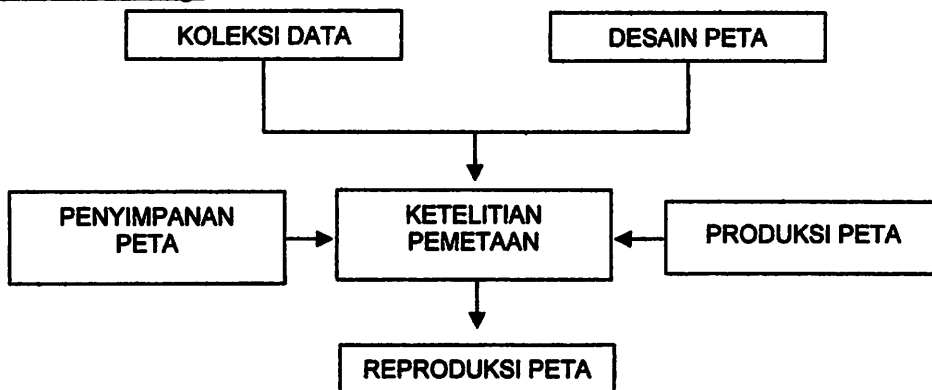 KOLEKSI DATA
DESAIN PETA
PENYIMPANAN
PETA
KETELITIAN
PEMETAAN
PRODUKSI PETA
REPRODUKSI PETA